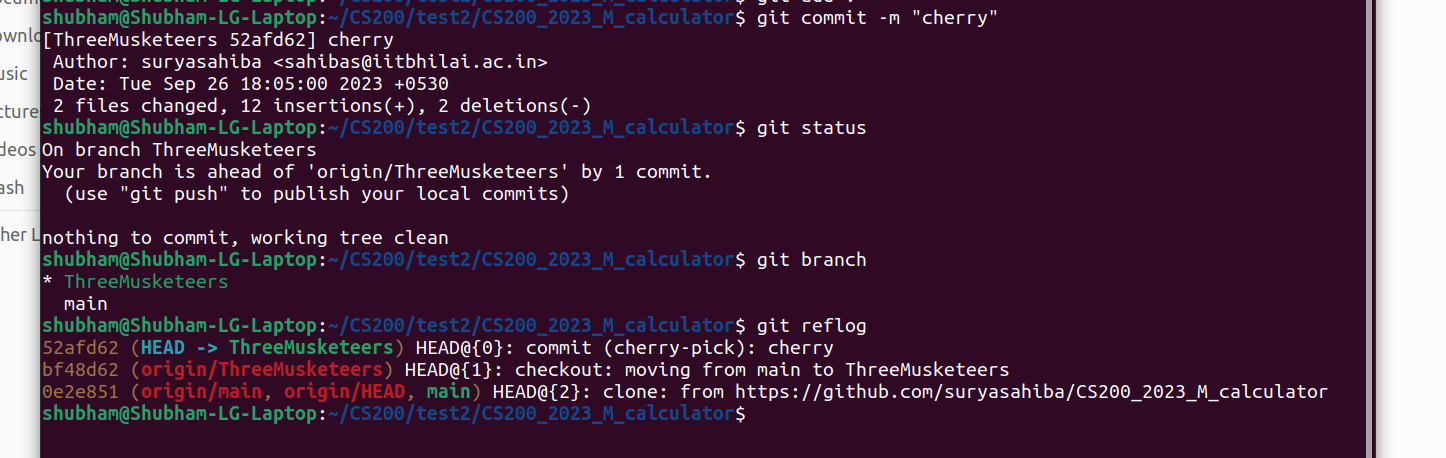 shubham@Shubham-LG-Laptop:~/CS200/test2/CS200_2023_M_calculator$ git commit -m "cherry"
[ThreeMusketeers 52afd62] cherry
 Author: suryasahiba <sahibas@iitbhilai.ac.in>
 Date: Tue Sep 26 18:05:00 2023 +0530
 2 files changed, 12 insertions(+), 2 deletions(-)
shubham@Shubham-LG-Laptop:~/CS200/test2/CS200_2023_M_calculator$ git status
On branch ThreeMusketeers
Your branch is ahead of 'origin/ThreeMusketeers' by 1 commit.
  (use "git push" to publish your local commits)
nothing to commit, working tree clean
shubham@Shubham-LG-Laptop:~/CS200/test2/CS200_2023_M_calculator$ git branch
* ThreeMusketeers
  main
shubham@Shubham-LG-Laptop:~/CS200/test2/CS200_2023_M_calculator$ git reflog
52afd62 (HEAD -> ThreeMusketeers) HEAD@{0}: commit (cherry-pick): cherry
bf48d62 (origin/ThreeMusketeers) HEAD@{1}: checkout: moving from main to ThreeMusketeers
0e2e851 (origin/main, origin/HEAD, main) HEAD@{2}: clone: from https://github.com/suryasahiba/CS200_2023_M_calculator
shubham@Shubham-LG-Laptop:~/CS200/test2/CS200_2023_M_calculator$